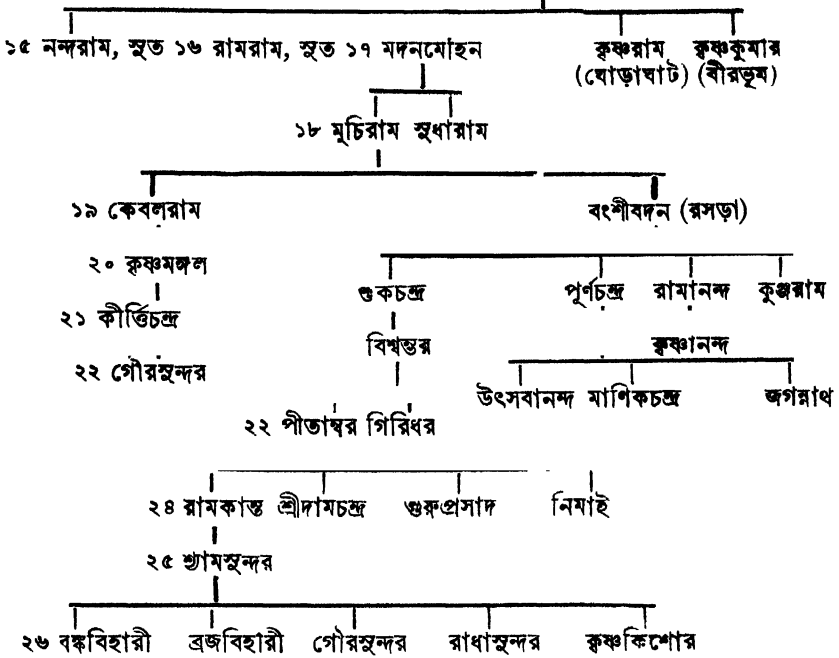 ১৫ নন্দরাম, সুত ১৬ রামরাম, সুত ১৭ মদনমোহন কৃষ্ণরাম কৃষ্ণকুমার
(ঘোড়াঘাট) (বীরভূম)
১৮ মুচিরাম সুধারাম
১৯ কেবলরাম বংশীবদন (রসড়া)
২০ কৃষ্ণমঙ্গল
শুকচন্দ্র পূর্ণচন্দ্র রামানন্দ কুঞ্জরাম
২১ কীর্ত্তিচন্দ্র
বিশ্বম্ভর কৃষ্ণানন্দ
২২ গৌরসুন্দর
উৎসবানন্দ মাণিকচন্দ্র জগন্নাথ
২২ পীতাম্বর গিরিধর
২৪ রামকান্ত শ্রীদামচন্দ্র গুরুপ্রসাদ নিমাই
২৫ শ্যামসুন্দর
২৬ বঙ্কবিহারী ব্রজবিহারী গৌরসুন্দর রাধাসুন্দর কৃষ্ণকিশোর